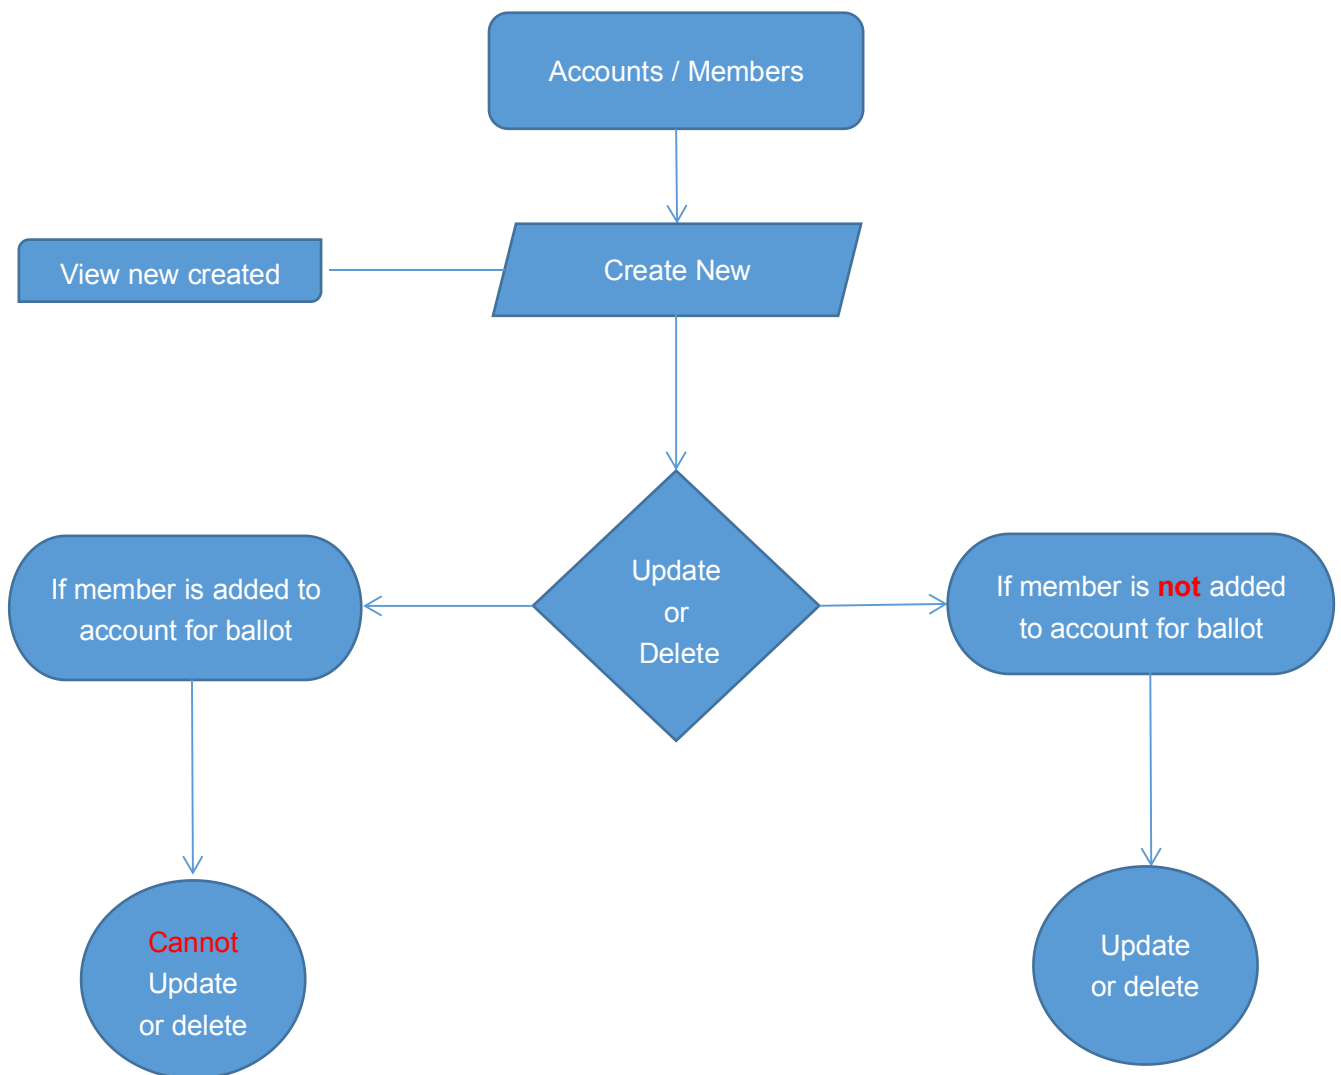 Accounts / Members
View new created
Create New
If member is added to
account for ballot
Update
or
Delete
If member is not added
to account for ballot
Cannot
Update
or delete
Update
or delete